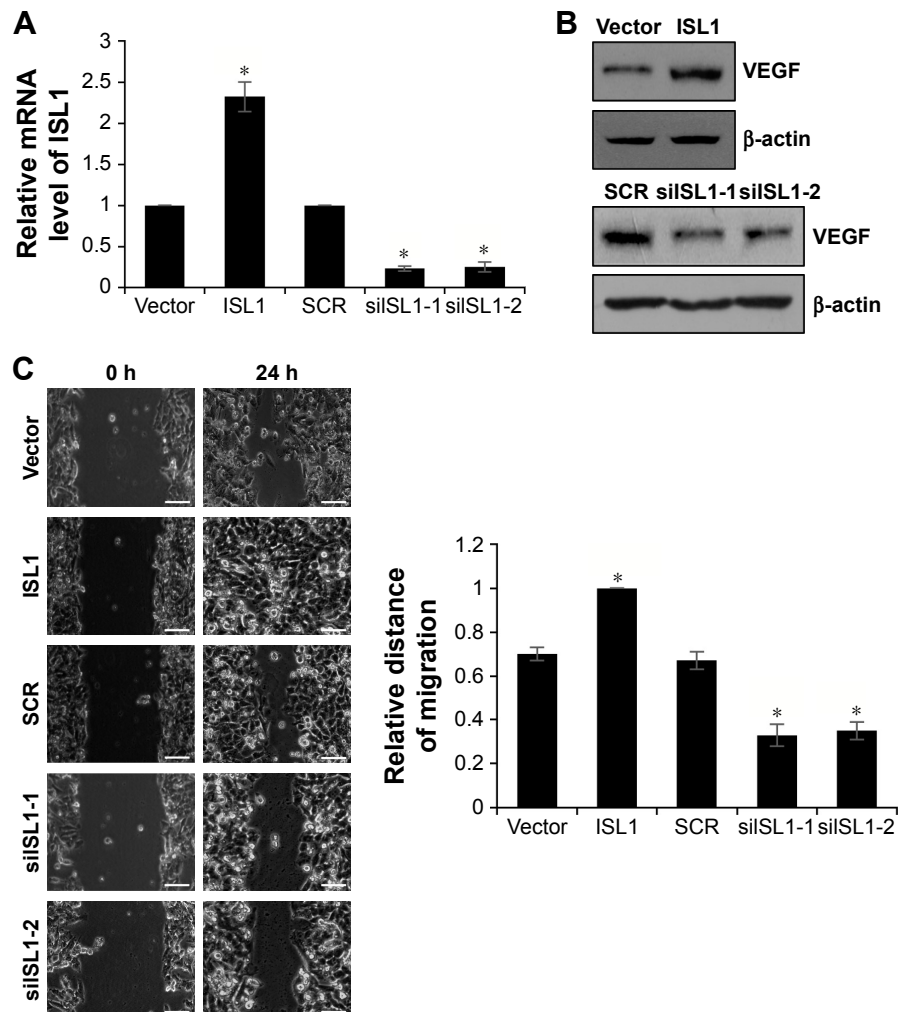 A
Relative mRNA
level of ISL1
3
2.5
2
1.5
1
0.5
0
*
*
*
Vector ISL1 SCR siISL1-1 siISL1-2
B
Vector ISL1
VEGF
β-actin
SCR siISL1-1 siISL1-2
VEGF
β-actin
C
0 h 24 h
Vector
ISL1
SCR
siISL1-1
siISL1-2
Relative distance
of migration
1.2
1
0.8
0.6
0.4
0.2
0
*
*
*
Vector ISL1 SCR siISL1-1 siISL1-2